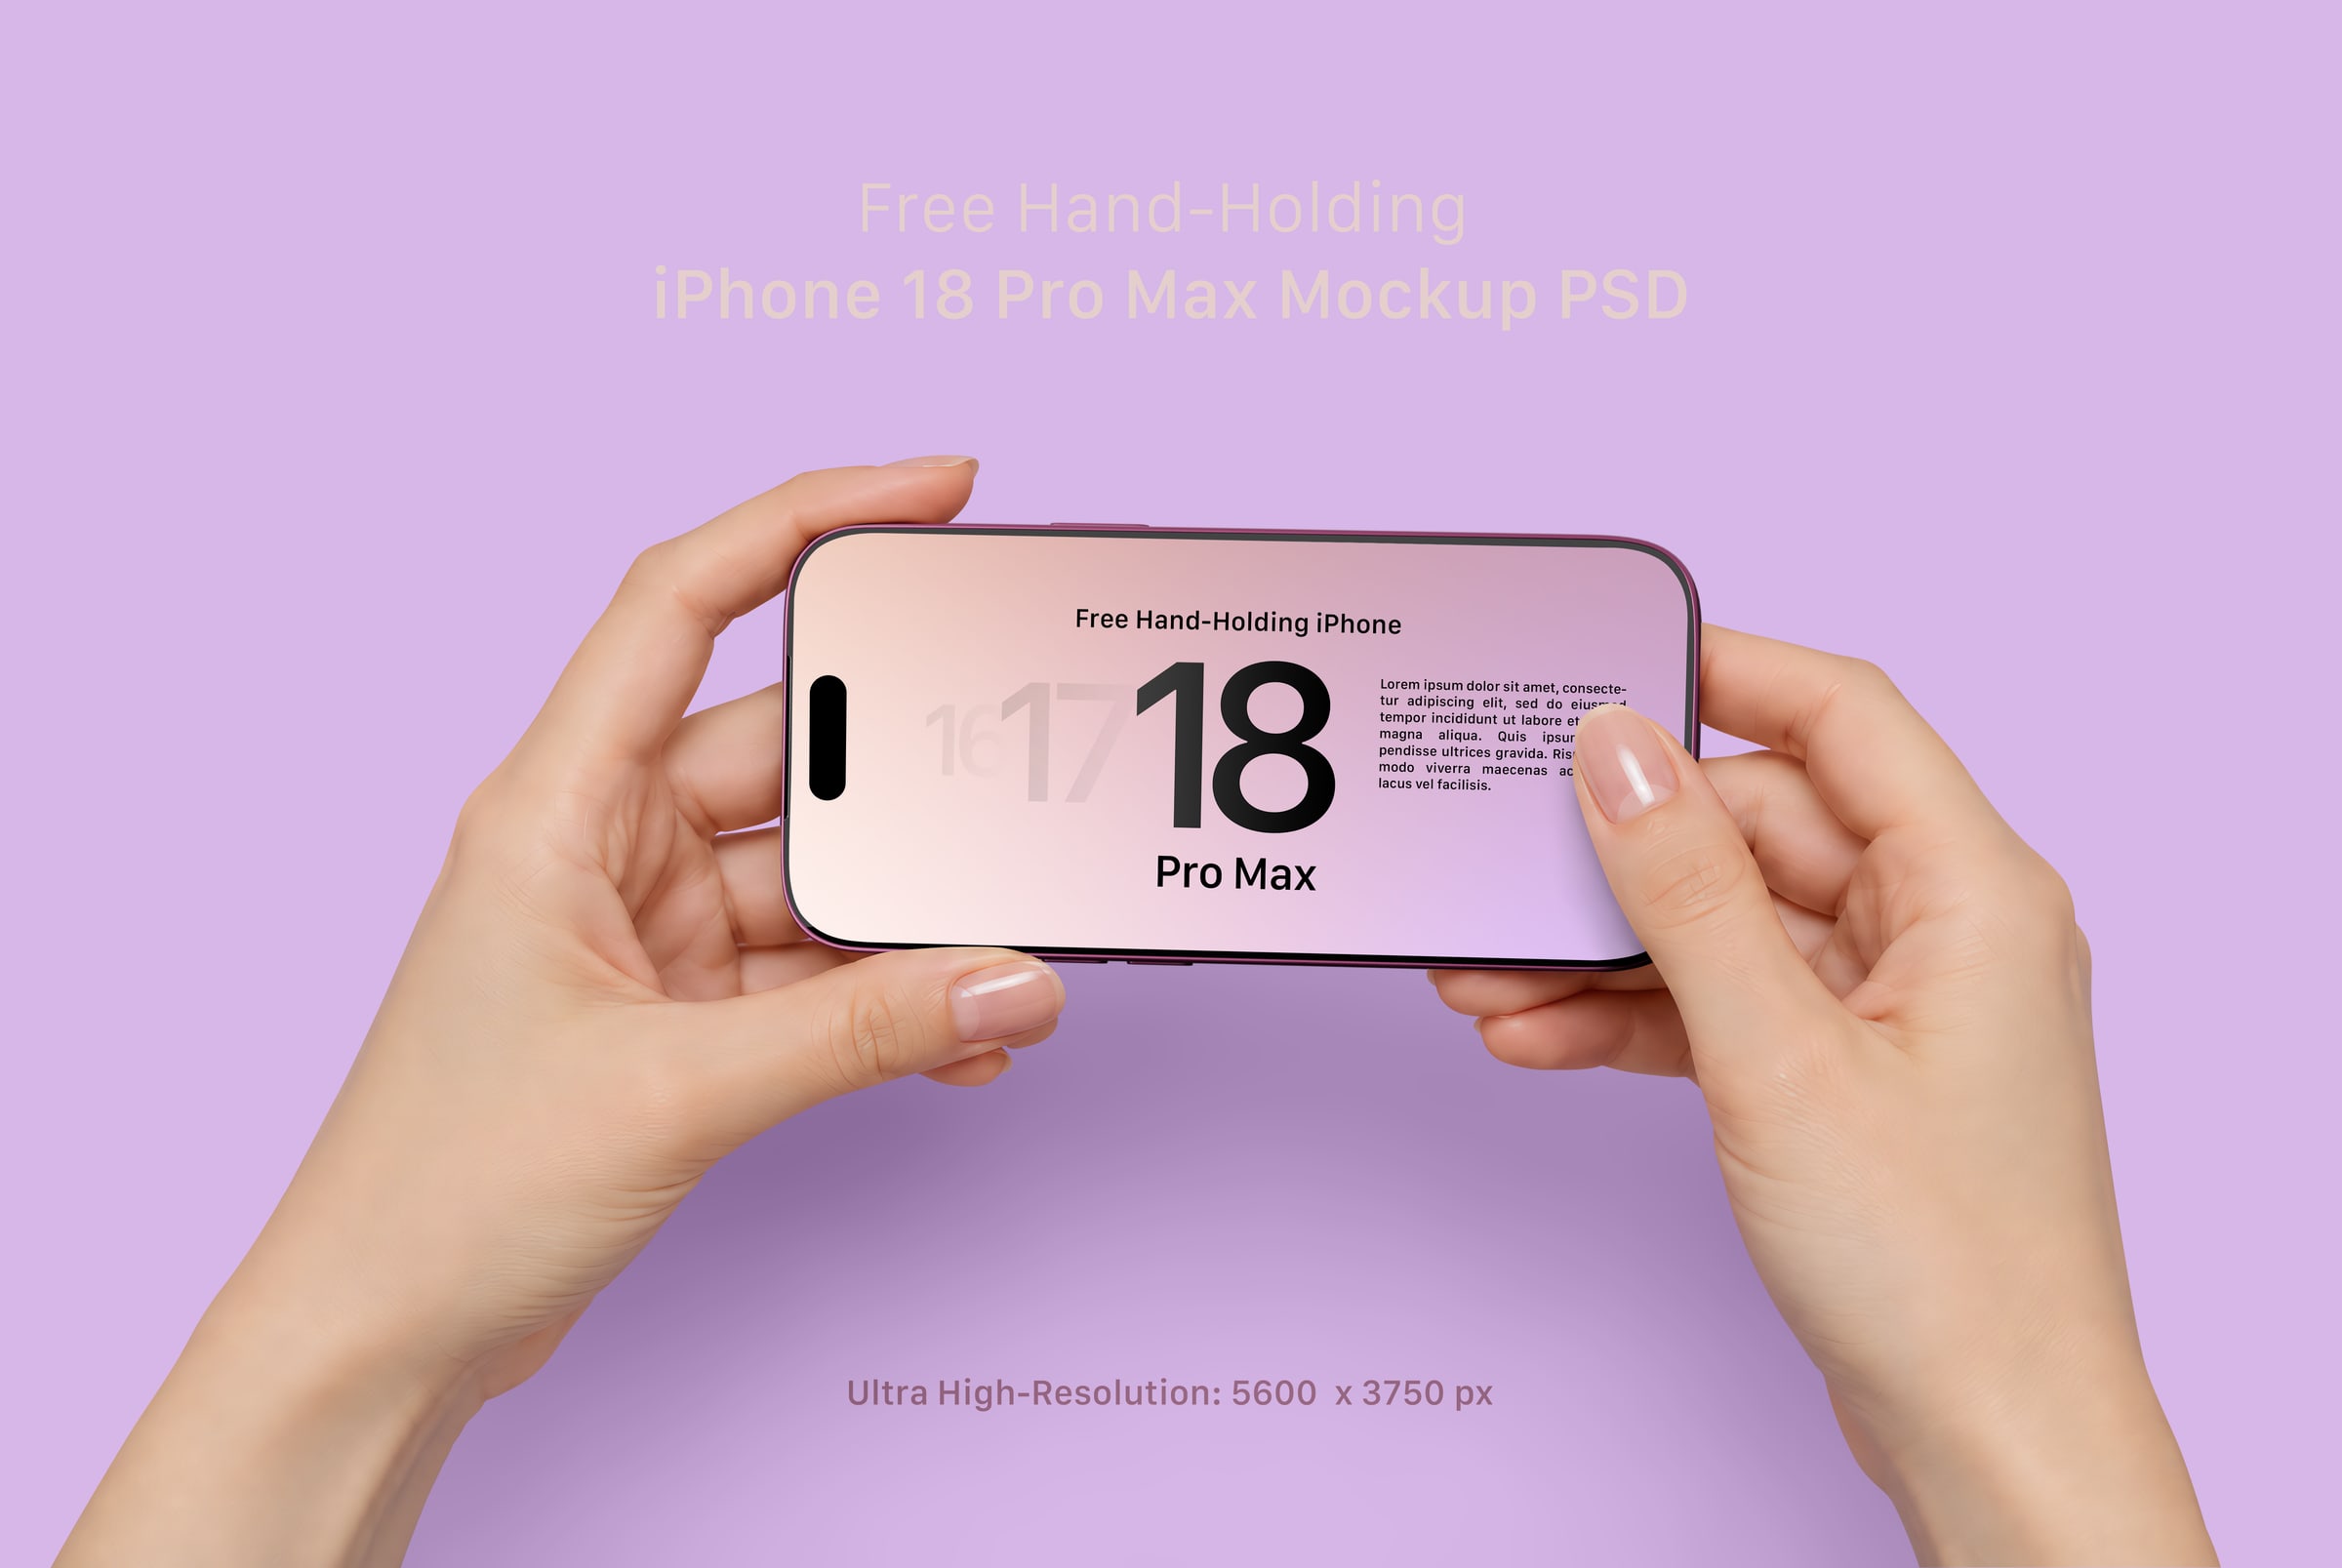 Free Hand-Holding
iPhone 18 Pro Max Mockup PSD
Free Hand-Holding iPhone
16 17 18
Lorem ipsum dolor sit amet, consecte-
tur adipiscing elit, sed do eiusmod
tempor incididunt ut labore et
magna aliqua. Quis
pendisse ultrices gravida.
modo viverra maecenas
lacus vel facilisis.
Pro Max
Ultra High-Resolution: 5600 x 3750 px